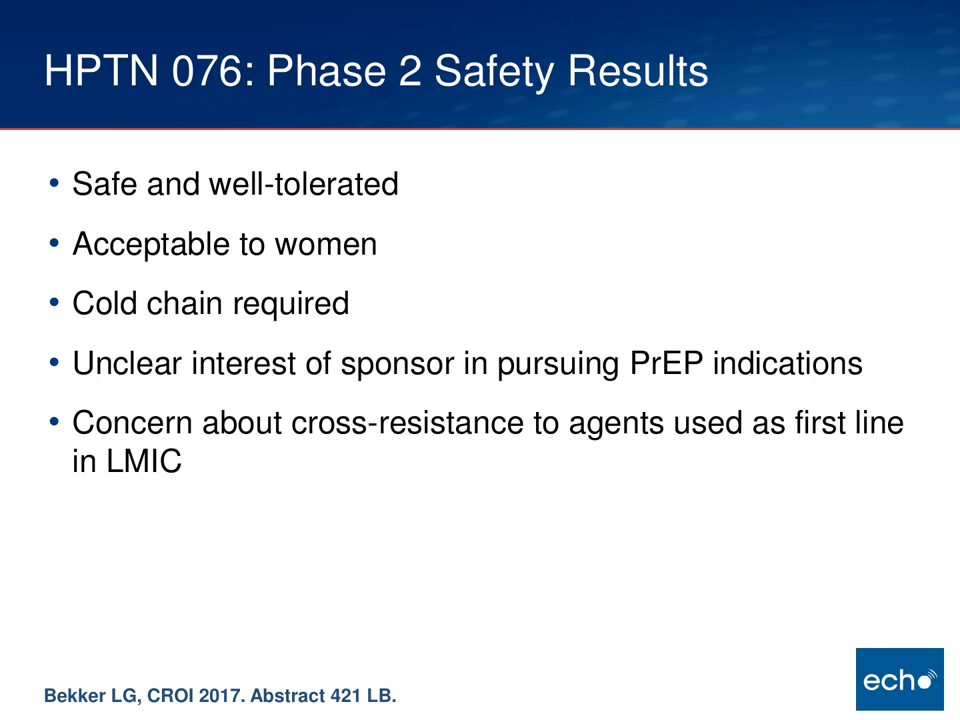 HPTN 076: Phase 2 Safety Results
• Safe and well-tolerated
• Acceptable to women
• Cold chain required
• Unclear interest of sponsor in pursuing PrEP indications
• Concern about cross-resistance to agents used as first line
in LMIC
Bekker LG, CROI 2017. Abstract 421 LB.
echo